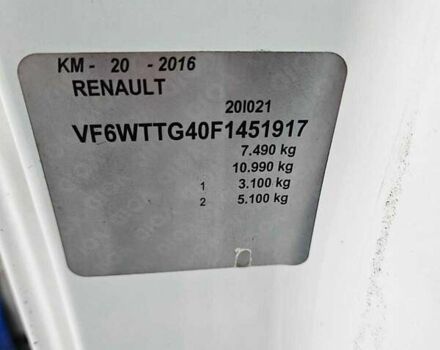 KM - 20 - 2016
RENAULT
20I021
VF6WTTG40F1451917
7.490 kg
10.990 kg
1 3.100 kg
2 5.100 kg